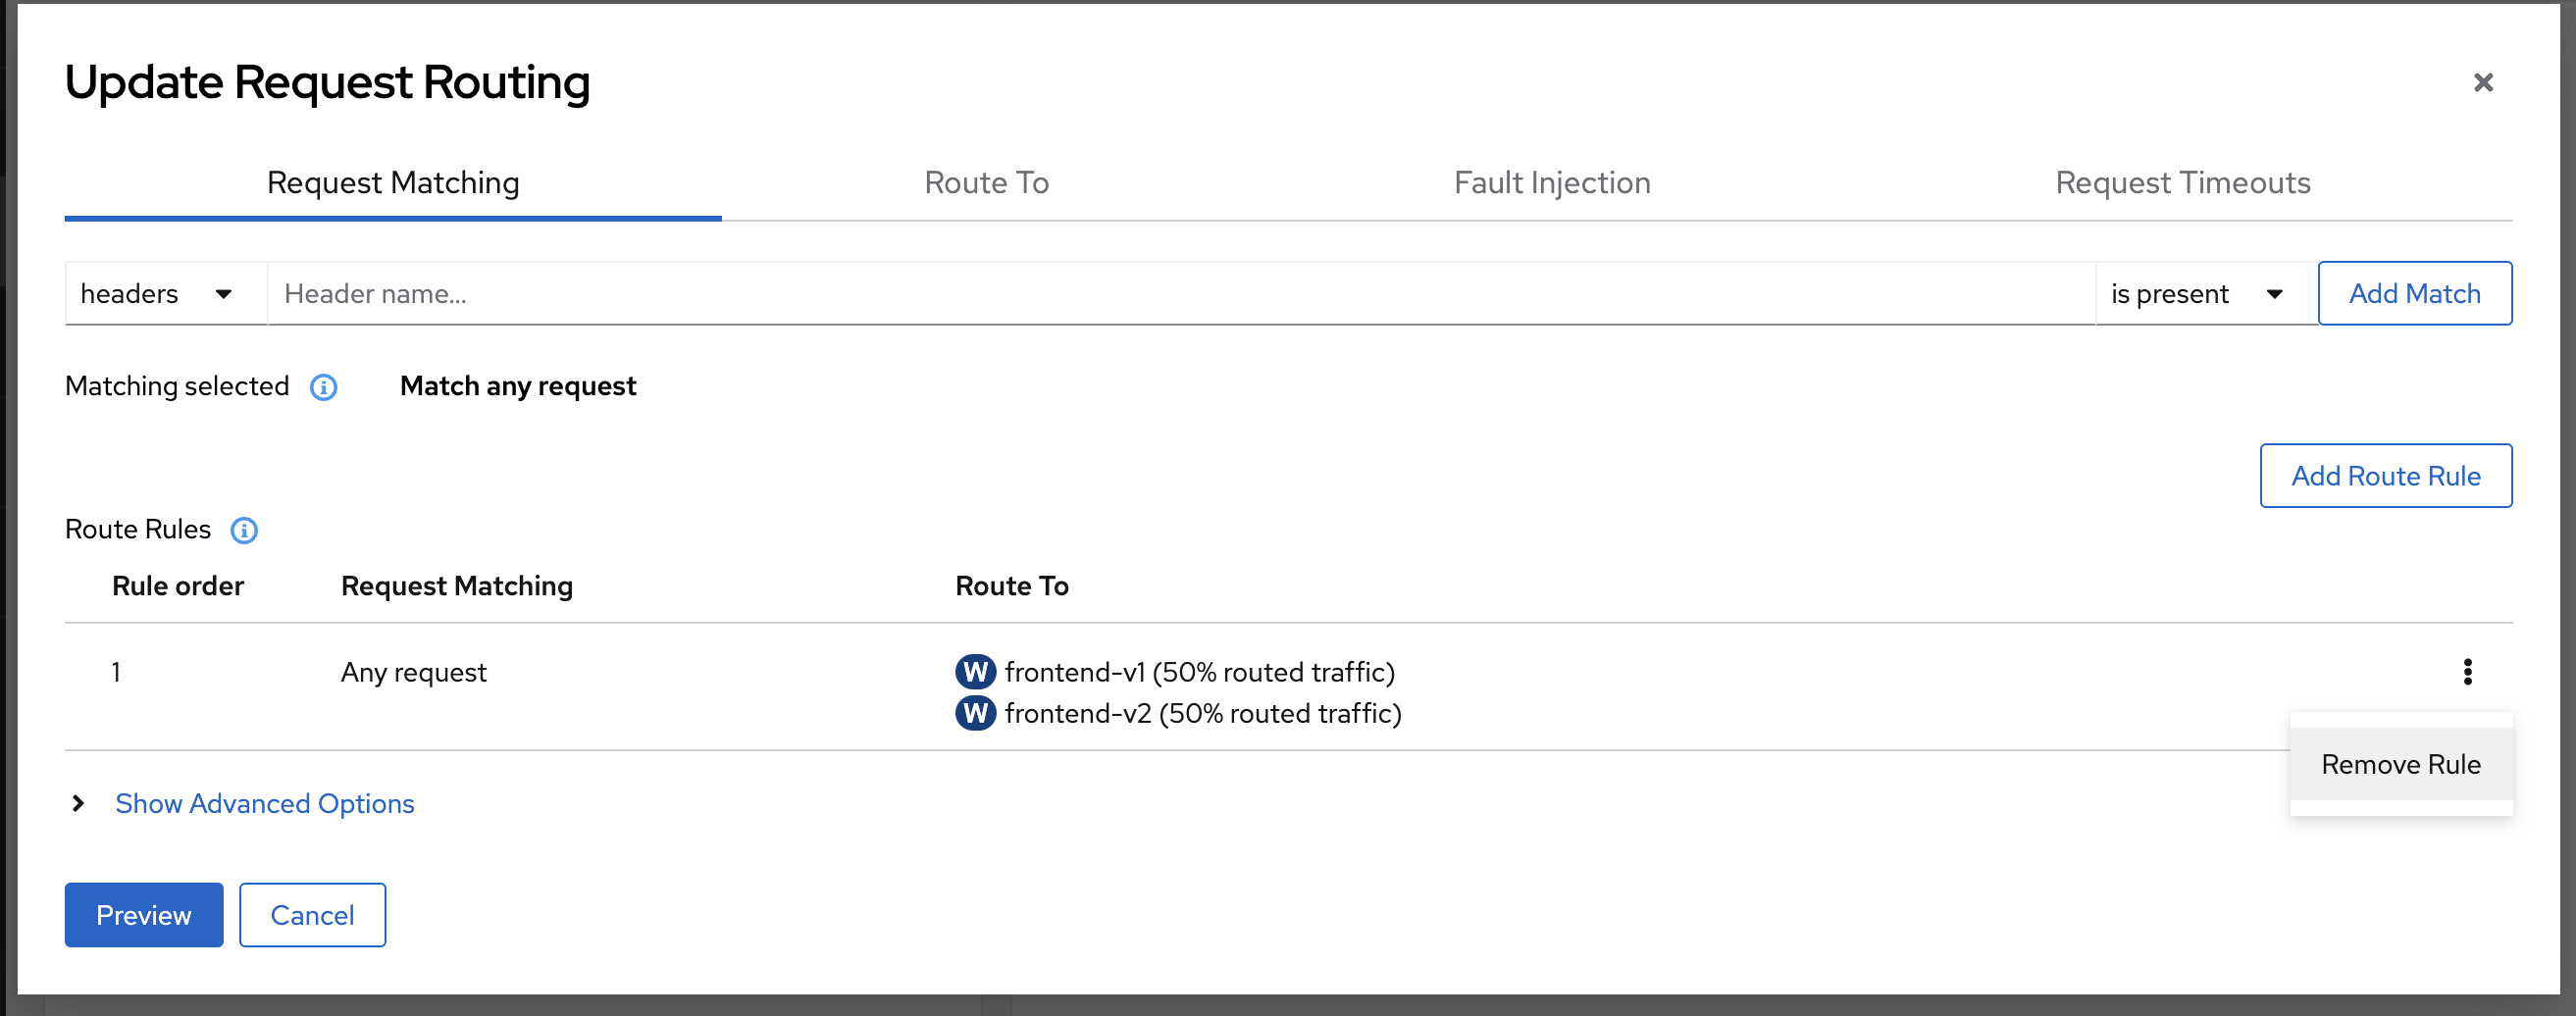 Update Request Routing
Request Matching Route To Fault Injection Request Timeouts
headers Header name... is present Add Match
Matching selected Match any request
Add Route Rule
Route Rules
Rule order Request Matching Route To
1 Any request W frontend-v1 (50% routed traffic)
W frontend-v2 (50% routed traffic)
Remove Rule
Show Advanced Options
Preview Cancel